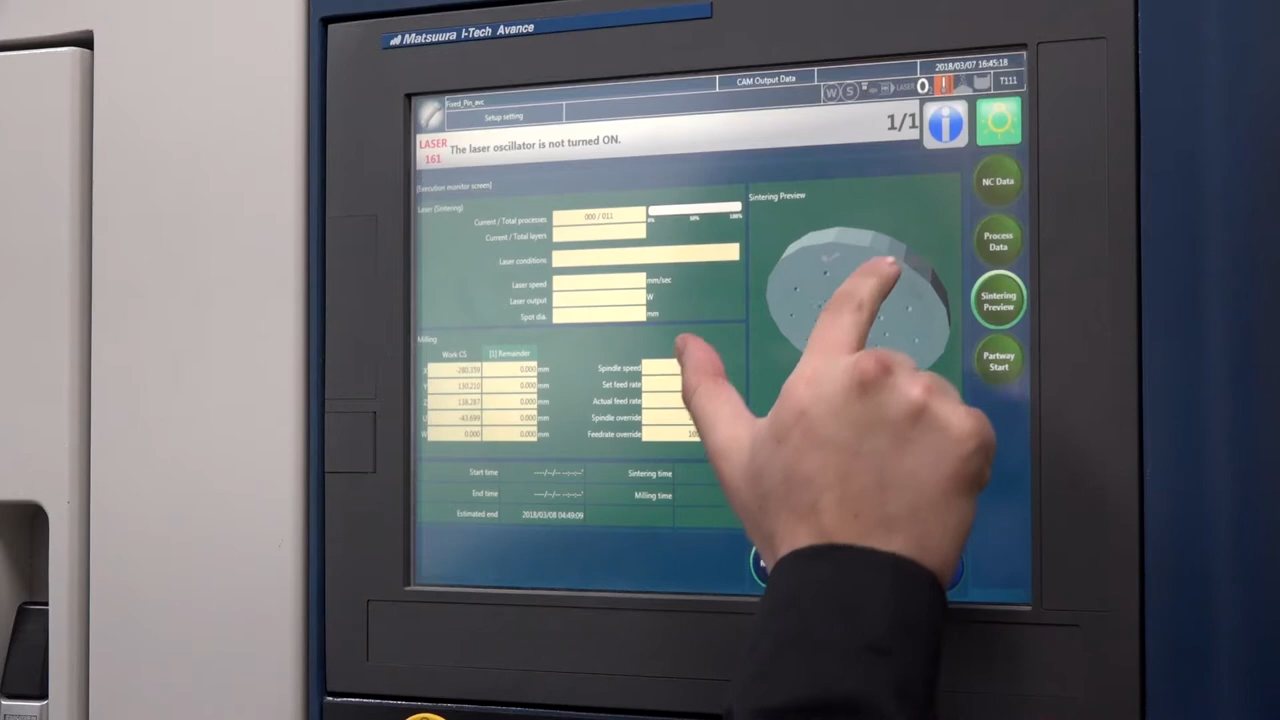 Matsuura I-Tech Avance
2018/03/07 16:45:18
CAM Output Data
T111
Fixed_Pin_avc
W S LASER
Setup setting
1/1
LASER
161
The laser oscillator is not turned ON.
[Execution monitor screen]
NC Data
Laser (Sintering)
Sintering Preview
Current / Total processes 000 / 011
0% 50% 100%
Current / Total layers
Process
Data
Laser conditions
Laser speed mm/sec
Laser output W
Spot dia. mm
Sintering
Preview
Milling
Work CS [1] Remainder
X -280.359 0.000 mm
Y 130.210 0.000 mm
Z 138.287 0.000 mm
U -43.699 0.000 mm
W 0.000 0.000 mm
Spindle speed
Set feed rate
Actual feed rate
Spindle override
Feedrate override
Partway
Start
Start time ----/--/-- --:--:--
Sintering time
End time ----/--/-- --:--:--
Milling time
Estimated end 2018/03/08 04:49:09